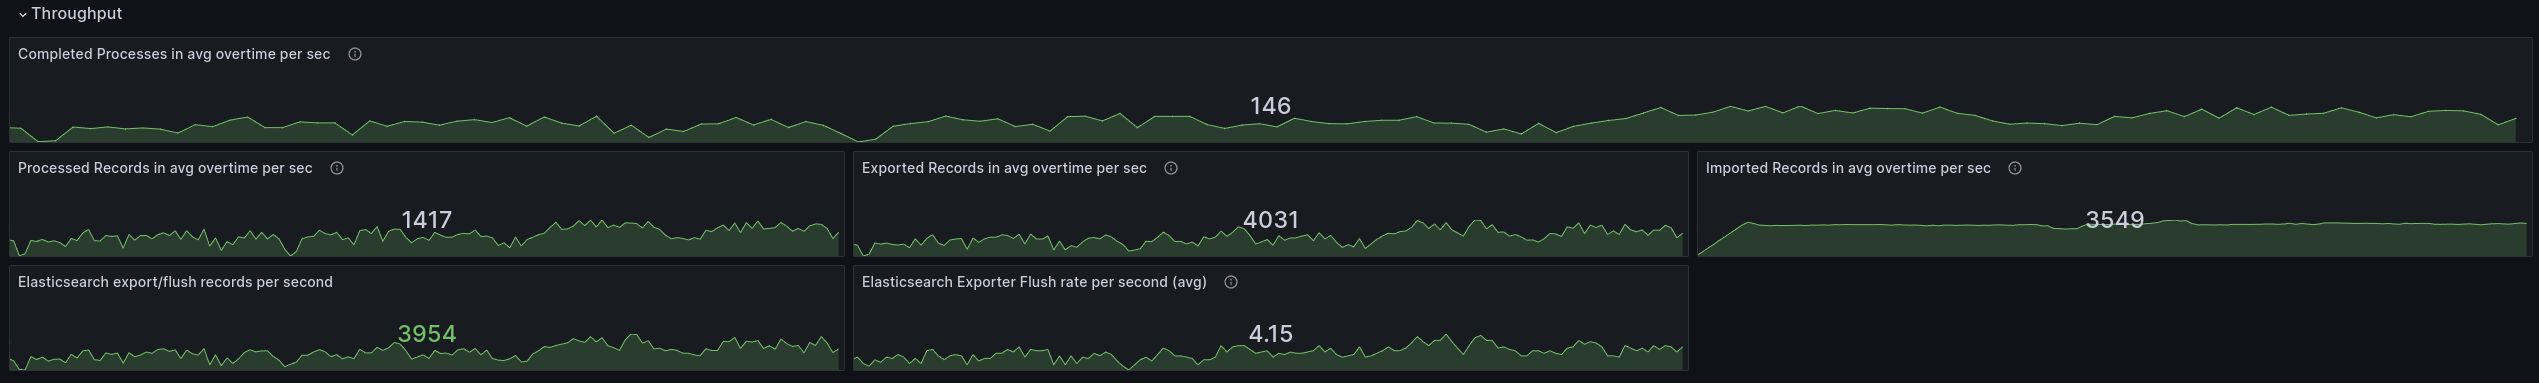 Throughput
Completed Processes in avg overtime per sec
146
Processed Records in avg overtime per sec
1417
Exported Records in avg overtime per sec
4031
Imported Records in avg overtime per sec
3549
Elasticsearch export/flush records per second
3954
Elasticsearch Exporter Flush rate per second (avg)
4.15